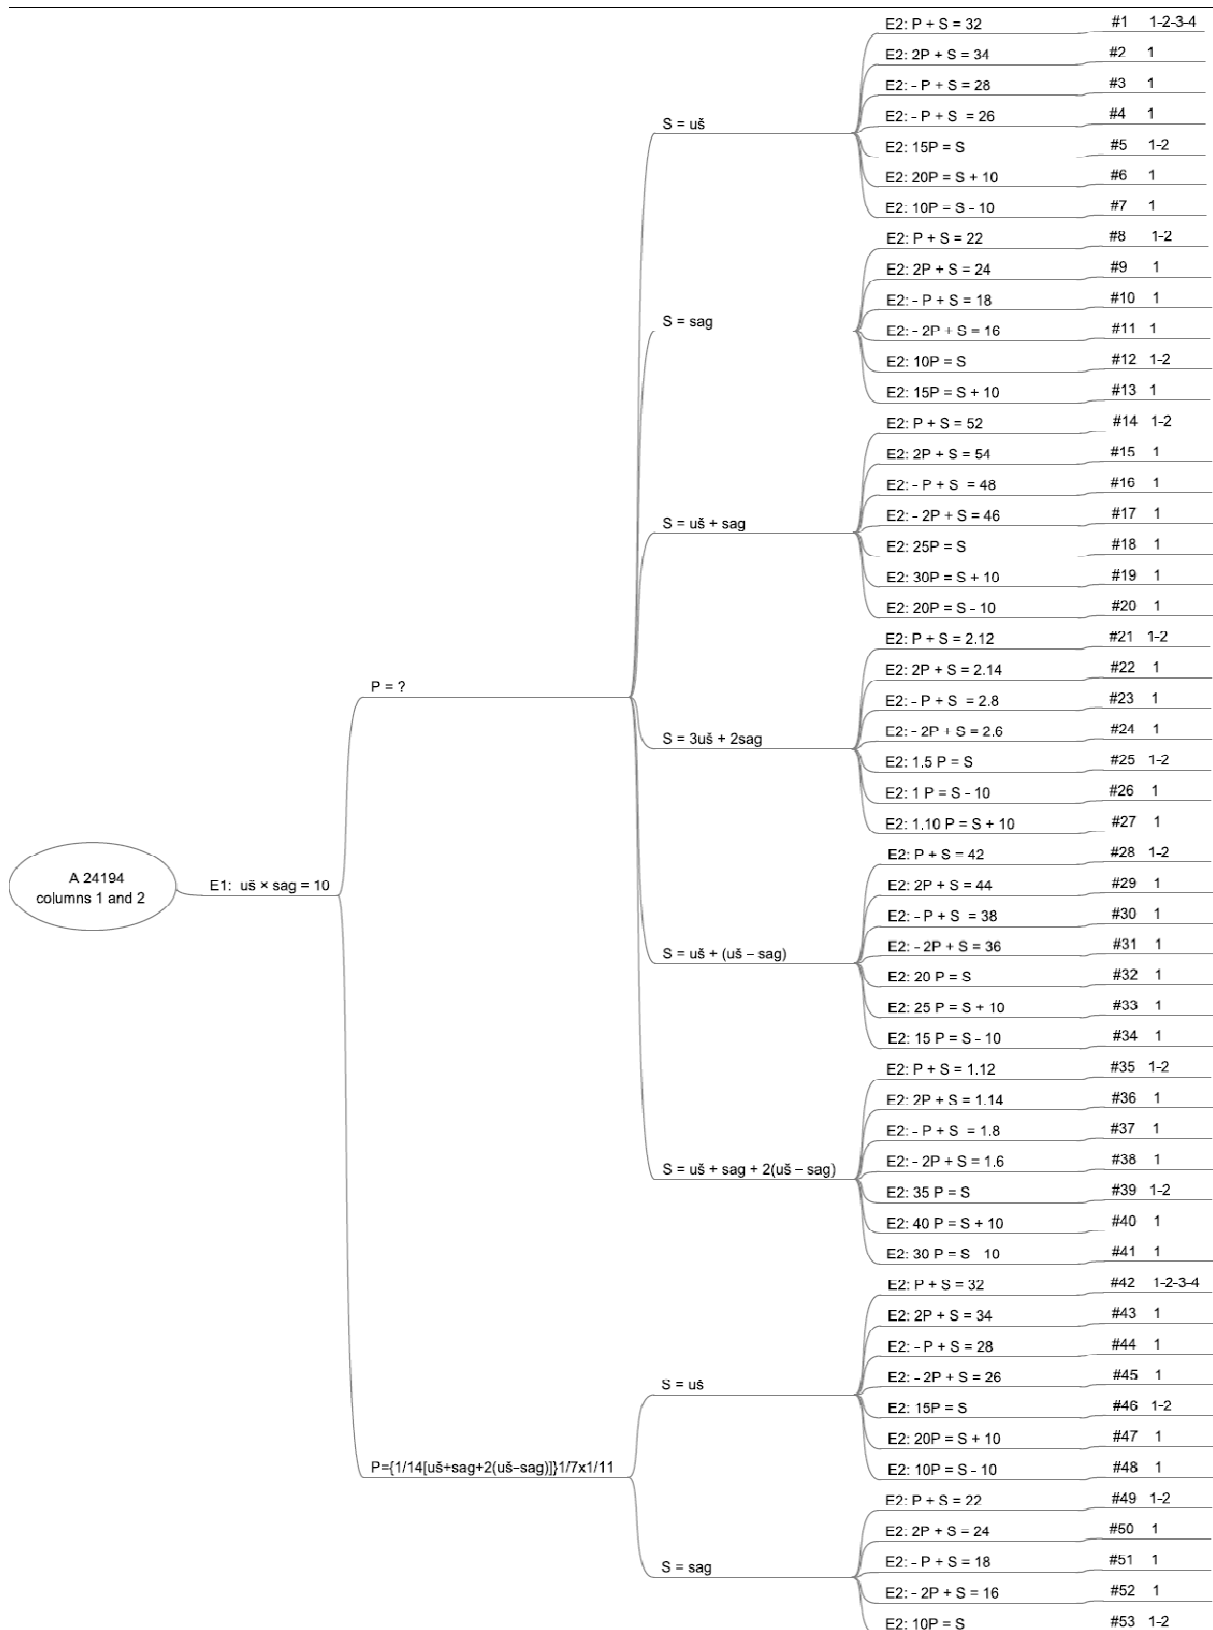 A 24194
columns 1 and 2
E1: uš × sag = 10
P = ?
S = uš
E2: P + S = 32 #1 1-2-3-4
E2: 2P + S = 34 #2 1
E2: - P + S = 28 #3 1
E2: - P + S = 26 #4 1
E2: 15P = S #5 1-2
E2: 20P = S + 10 #6 1
E2: 10P = S - 10 #7 1
S = sag
E2: P + S = 22 #8 1-2
E2: 2P + S = 24 #9 1
E2: - P + S = 18 #10 1
E2: - 2P + S = 16 #11 1
E2: 10P = S #12 1-2
E2: 15P = S + 10 #13 1
S = uš + sag
E2: P + S = 52 #14 1-2
E2: 2P + S = 54 #15 1
E2: - P + S = 48 #16 1
E2: - 2P + S = 46 #17 1
E2: 25P = S #18 1
E2: 30P = S + 10 #19 1
E2: 20P = S - 10 #20 1
S = 3uš + 2sag
E2: P + S = 2.12 #21 1-2
E2: 2P + S = 2.14 #22 1
E2: - P + S = 2.8 #23 1
E2: - 2P + S = 2.6 #24 1
E2: 1.5 P = S #25 1-2
E2: 1 P = S - 10 #26 1
E2: 1.10 P = S + 10 #27 1
S = uš + (uš – sag)
E2: P + S = 42 #28 1-2
E2: 2P + S = 44 #29 1
E2: - P + S = 38 #30 1
E2: - 2P + S = 36 #31 1
E2: 20 P = S #32 1
E2: 25 P = S + 10 #33 1
E2: 15 P = S - 10 #34 1
S = uš + sag + 2(uš – sag)
E2: P + S = 1.12 #35 1-2
E2: 2P + S = 1.14 #36 1
E2: - P + S = 1.8 #37 1
E2: - 2P + S = 1.6 #38 1
E2: 35 P = S #39 1-2
E2: 40 P = S + 10 #40 1
E2: 30 P = S 10 #41 1
P={1/14[uš+sag+2(uš–sag)]}1/7x1/11
S = uš
E2: P + S = 32 #42 1-2-3-4
E2: 2P + S = 34 #43 1
E2: - P + S = 28 #44 1
E2: - 2P + S = 26 #45 1
E2: 15P = S #46 1-2
E2: 20P = S + 10 #47 1
E2: 10P = S - 10 #48 1
S = sag
E2: P + S = 22 #49 1-2
E2: 2P + S = 24 #50 1
E2: - P + S = 18 #51 1
E2: - 2P + S = 16 #52 1
E2: 10P = S #53 1-2